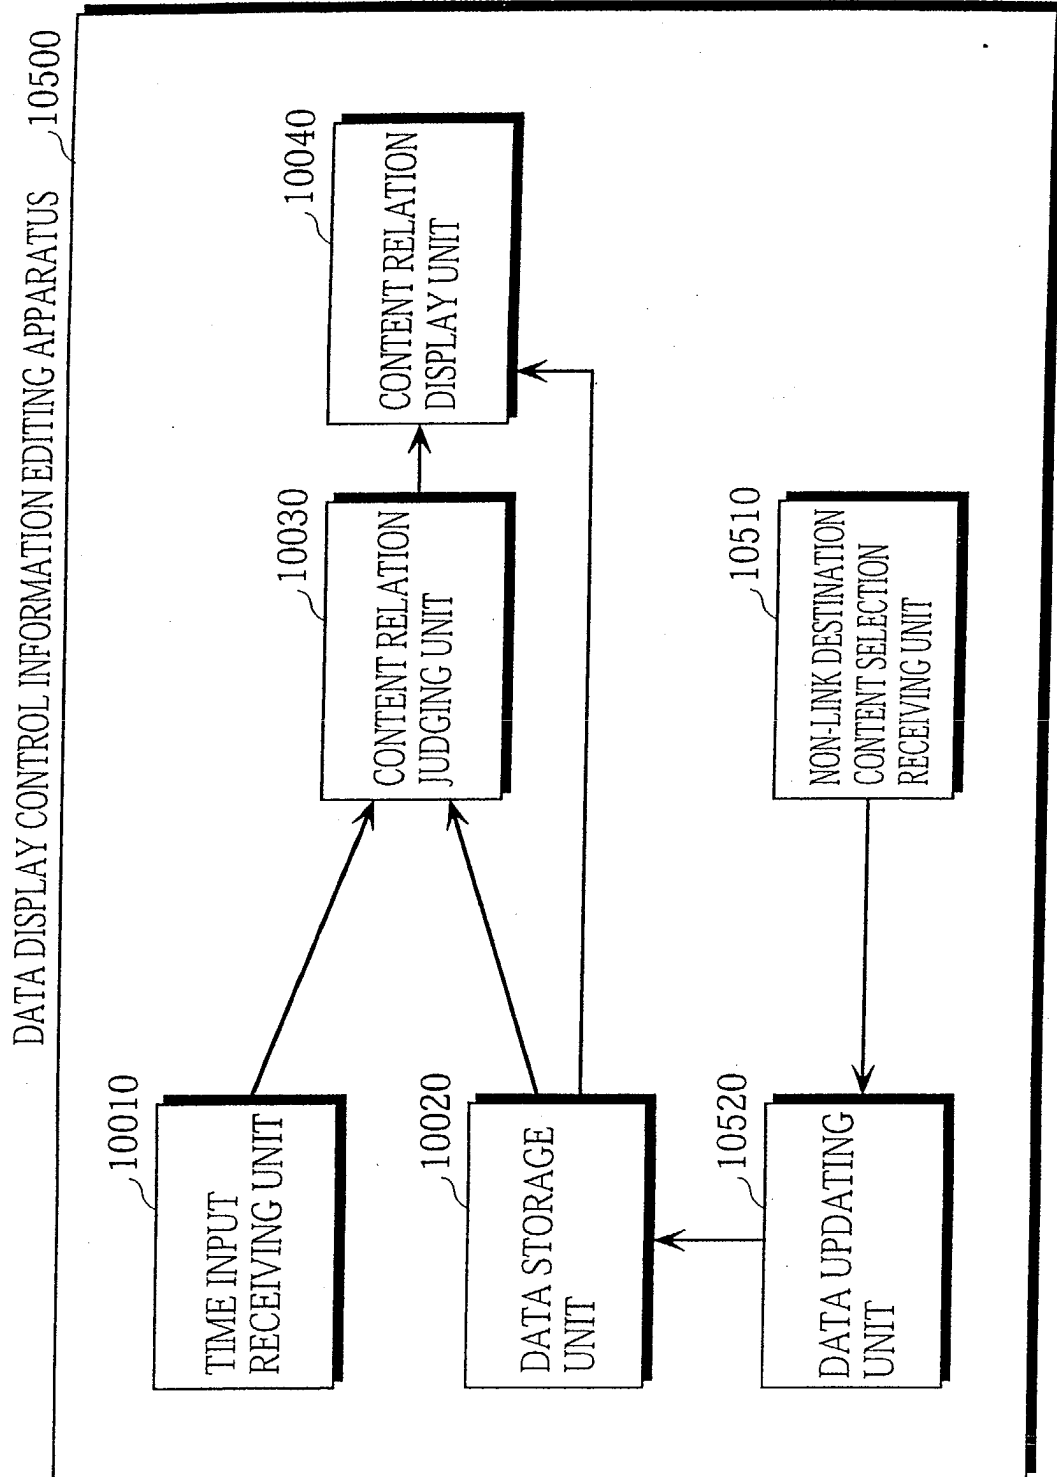 DATA DISPLAY CONTROL INFORMATION EDITING APPARATUS 10500
10010
TIME INPUT
RECEIVING UNIT
10030
CONTENT RELATION
JUDGING UNIT
10040
CONTENT RELATION
DISPLAY UNIT
10020
DATA STORAGE
UNIT
10520
DATA UPDATING
UNIT
10510
NON-LINK DESTINATION
CONTENT SELECTION
RECEIVING UNIT